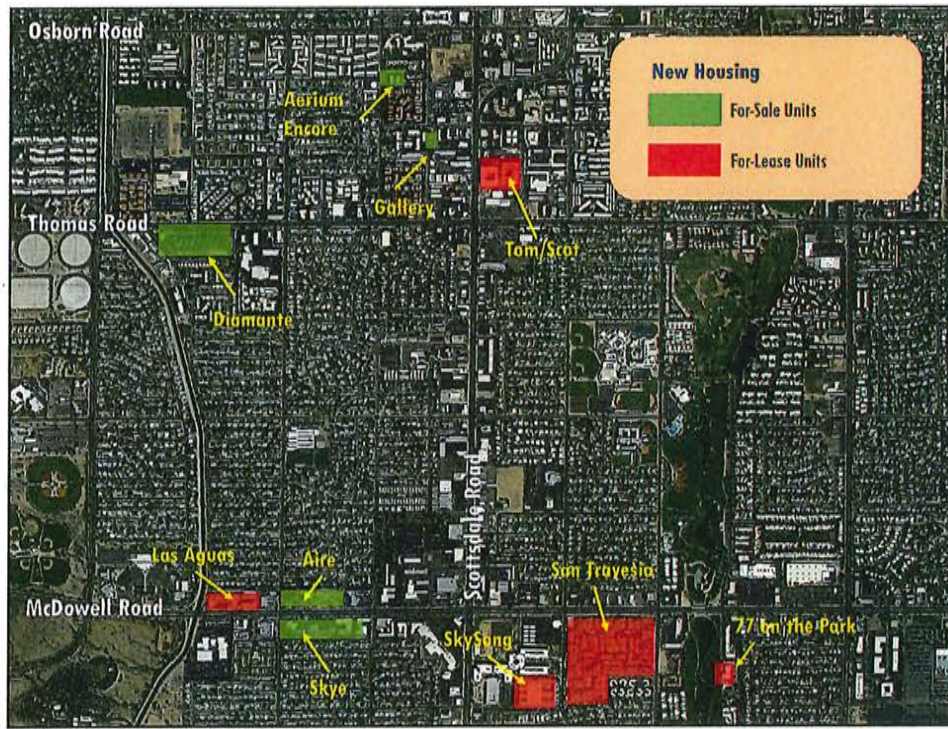 Osborn Road
New Housing
For-Sale Units
For-Lease Units
Aerium
Encore
Gallery
Thomas Road
Tom/Scot
Diamante
Scottsdale Road
Las Aguas
Aire
San Travesia
McDowell Road
77 on the Park
SkySong
Skye